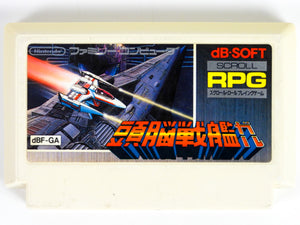 Nintendo
ファミリーコンピュータ
dB-SOFT
SCROLL
RPG
スクロール・ロールプレイングゲーム
頭脳戦艦ガル
dBF-GA